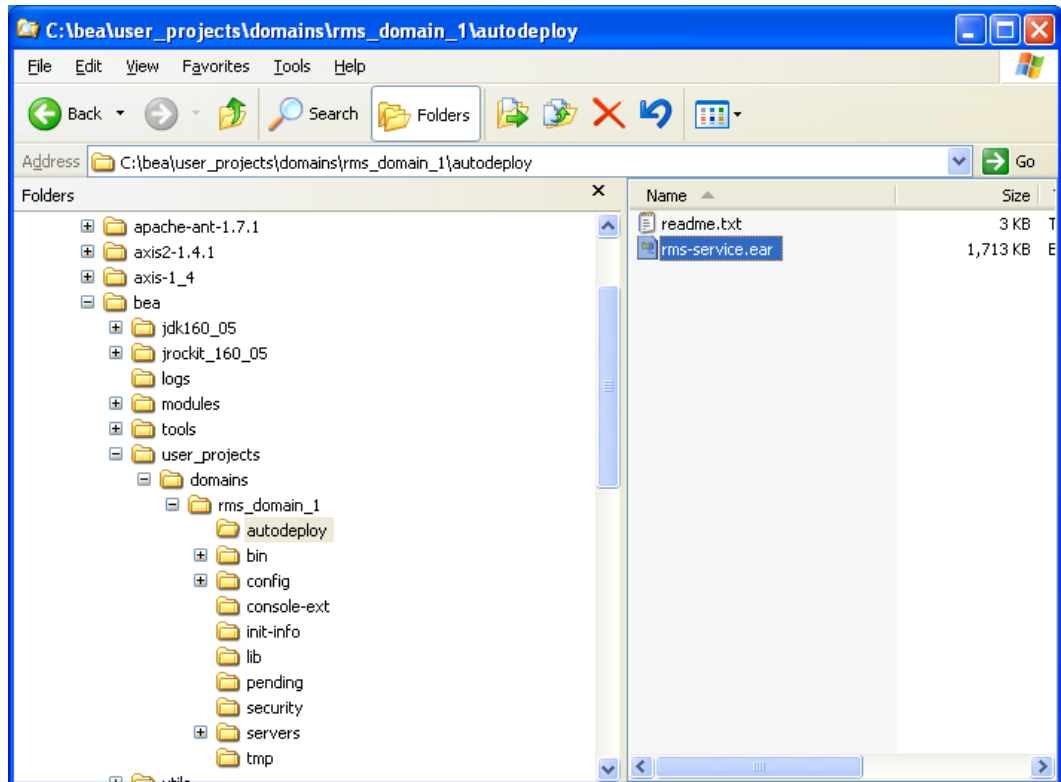 C:\bea\user_projects\domains\rms_domain_1\autodeploy
File Edit View Favorites Tools Help
Back Search Folders
Address C:\bea\user_projects\domains\rms_domain_1\autodeploy Go
Folders
Name Size
apache-ant-1.7.1
axis2-1.4.1
axis-1_4
bea
jdk160_05
jrockit_160_05
logs
modules
tools
user_projects
domains
rms_domain_1
autodeploy
bin
config
console-ext
init-info
lib
pending
security
servers
tmp
readme.txt 3 KB T
rms-service.ear 1,713 KB E